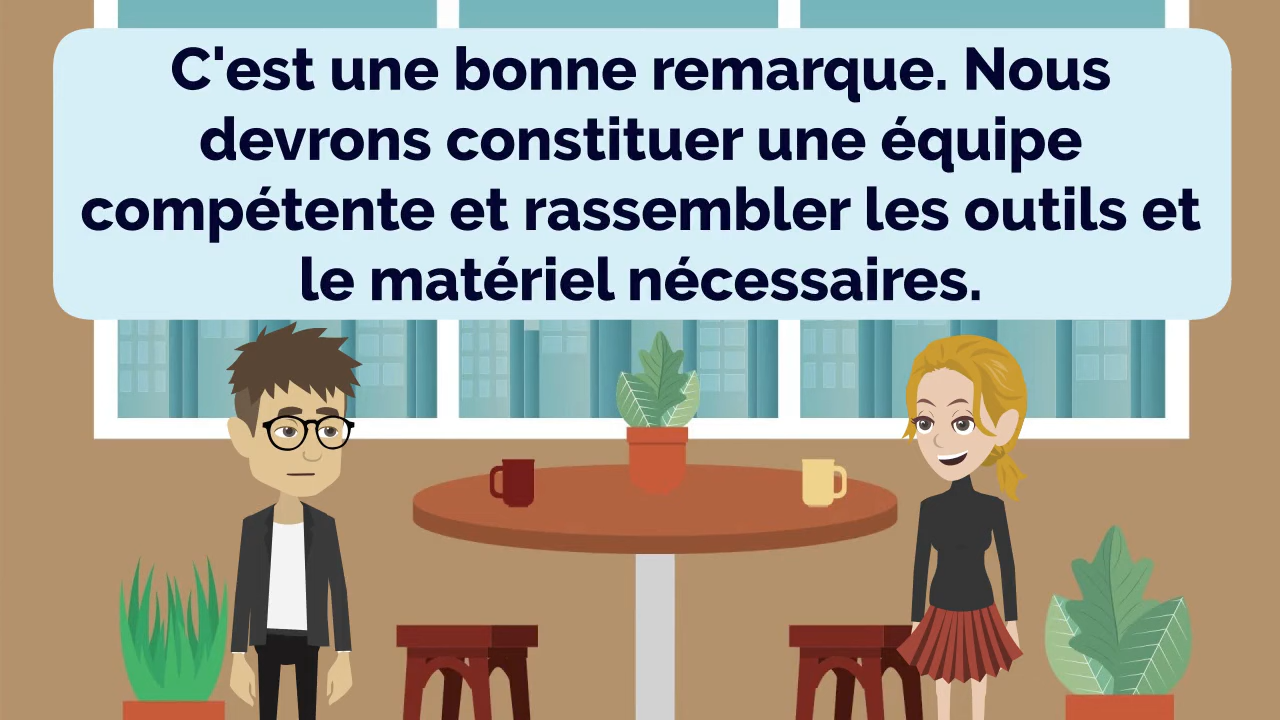 C'est une bonne remarque. Nous
devrons constituer une équipe
compétente et rassembler les outils et
le matériel nécessaires.